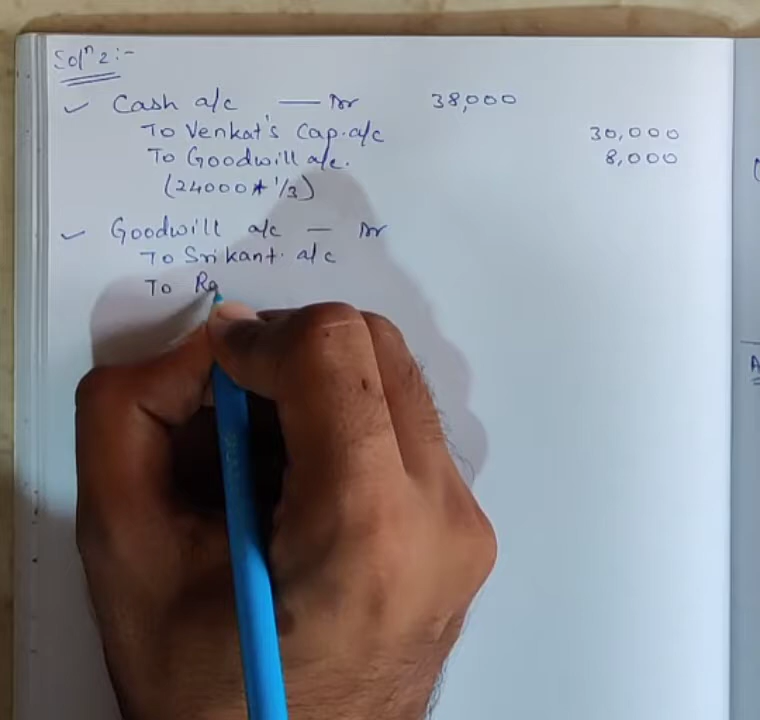 Solⁿ 2:-
✓ Cash a/c — Dr 38,000
To Venkat's Cap. a/c 30,000
To Goodwill a/c. 8,000
(24000 * 1/3)
✓ Goodwill a/c — Dr
To Srikant. a/c
To Ra
A